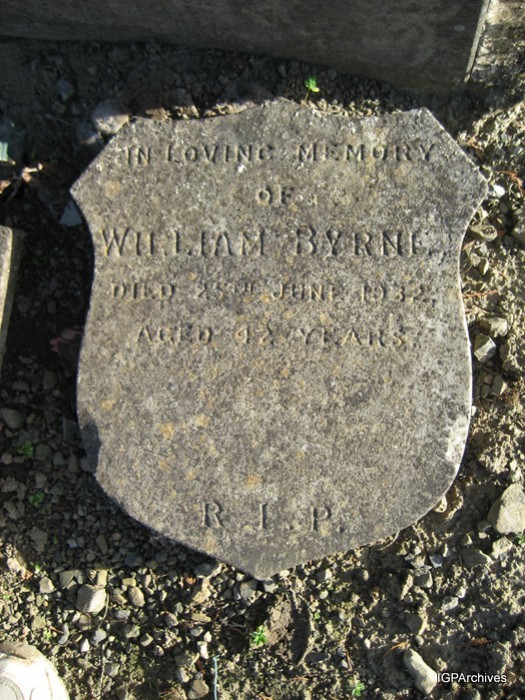 IN LOVING MEMORY
OF
WILLIAM BYRNE,
DIED 25TH JUNE 1932,
AGED 42 YEARS.
R.I.P.
IGPArchives